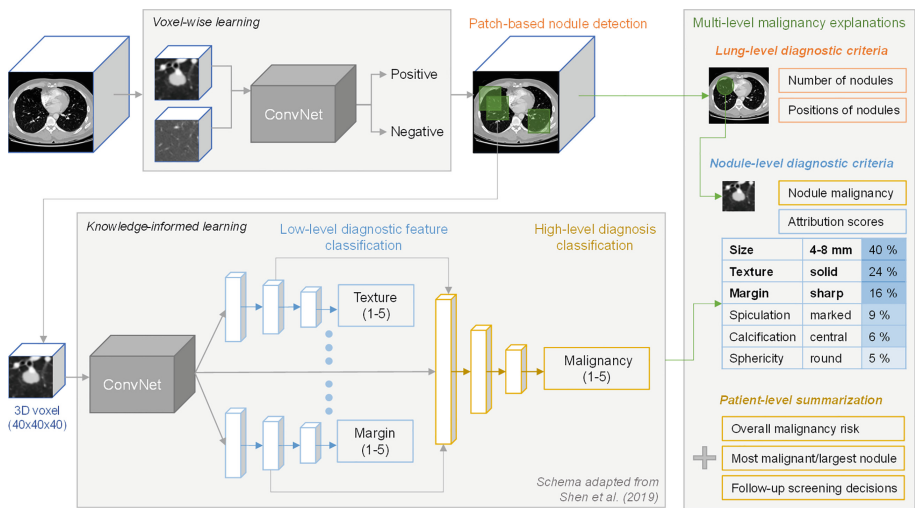 Voxel-wise learning
Patch-based nodule detection
Multi-level malignancy explanations
ConvNet
Positive
Negative
Lung-level diagnostic criteria
Number of nodules
Positions of nodules
Nodule-level diagnostic criteria
Nodule malignancy
Attribution scores
Size 4-8 mm 40 %
Texture solid 24 %
Margin sharp 16 %
Spiculation marked 9 %
Calcification central 6 %
Sphericity round 5 %
Patient-level summarization
Overall malignancy risk
Most malignant/largest nodule
Follow-up screening decisions
Knowledge-informed learning
Low-level diagnostic feature
classification
High-level diagnosis
classification
3D voxel
(40x40x40)
ConvNet
Texture
(1-5)
Margin
(1-5)
Malignancy
(1-5)
Schema adapted from
Shen et al. (2019)